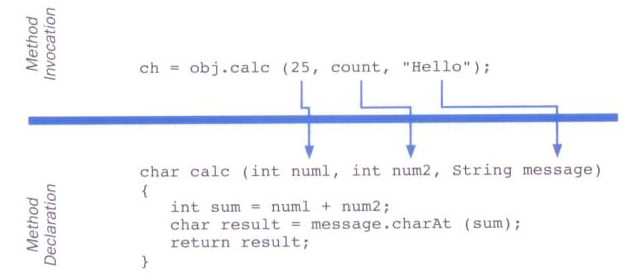 Method
Invocation
ch = obj.calc (25, count, "Hello");
char calc (int num1, int num2, String message)
{
int sum = num1 + num2;
char result = message.charAt (sum);
return result;
}
Method
Declaration